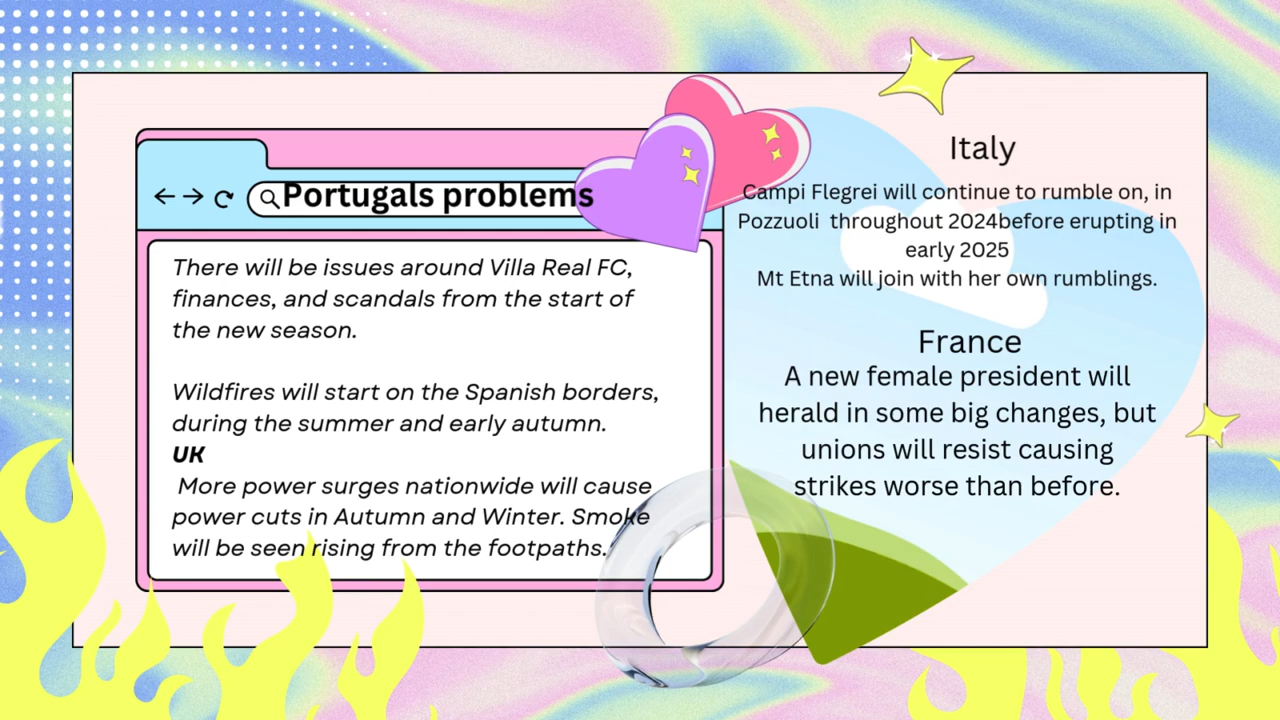 Portugals problems
There will be issues around Villa Real FC,
finances, and scandals from the start of
the new season.
Wildfires will start on the Spanish borders,
during the summer and early autumn.
UK
More power surges nationwide will cause
power cuts in Autumn and Winter. Smoke
will be seen rising from the footpaths.
Italy
Campi Flegrei will continue to rumble on, in
Pozzuoli throughout 2024before erupting in
early 2025
Mt Etna will join with her own rumblings.
France
A new female president will
herald in some big changes, but
unions will resist causing
strikes worse than before.